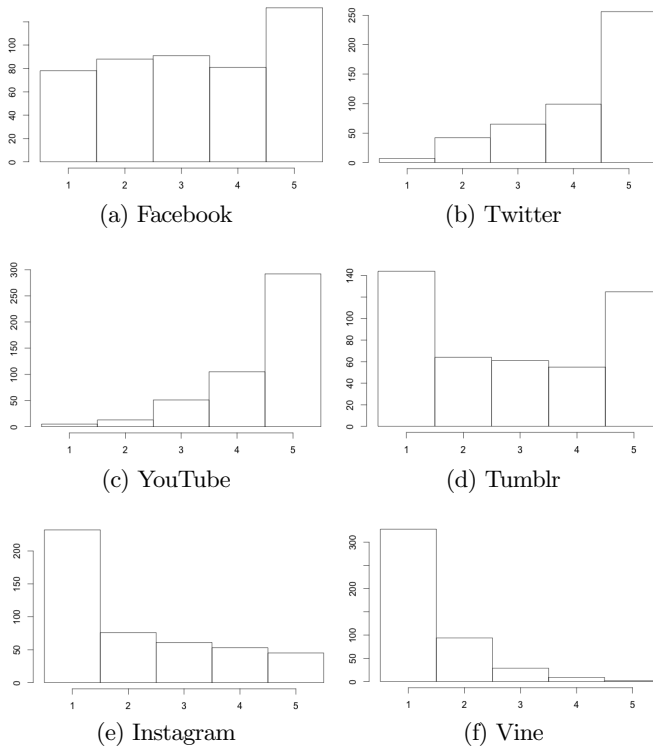 0 20 40 60 80 100
1 2 3 4 5
(a) Facebook
0 50 100 150 200 250
1 2 3 4 5
(b) Twitter
0 50 100 150 200 250 300
1 2 3 4 5
(c) YouTube
0 20 40 60 80 100 140
1 2 3 4 5
(d) Tumblr
0 50 100 150 200
1 2 3 4 5
(e) Instagram
0 50 100 200 300
1 2 3 4 5
(f) Vine